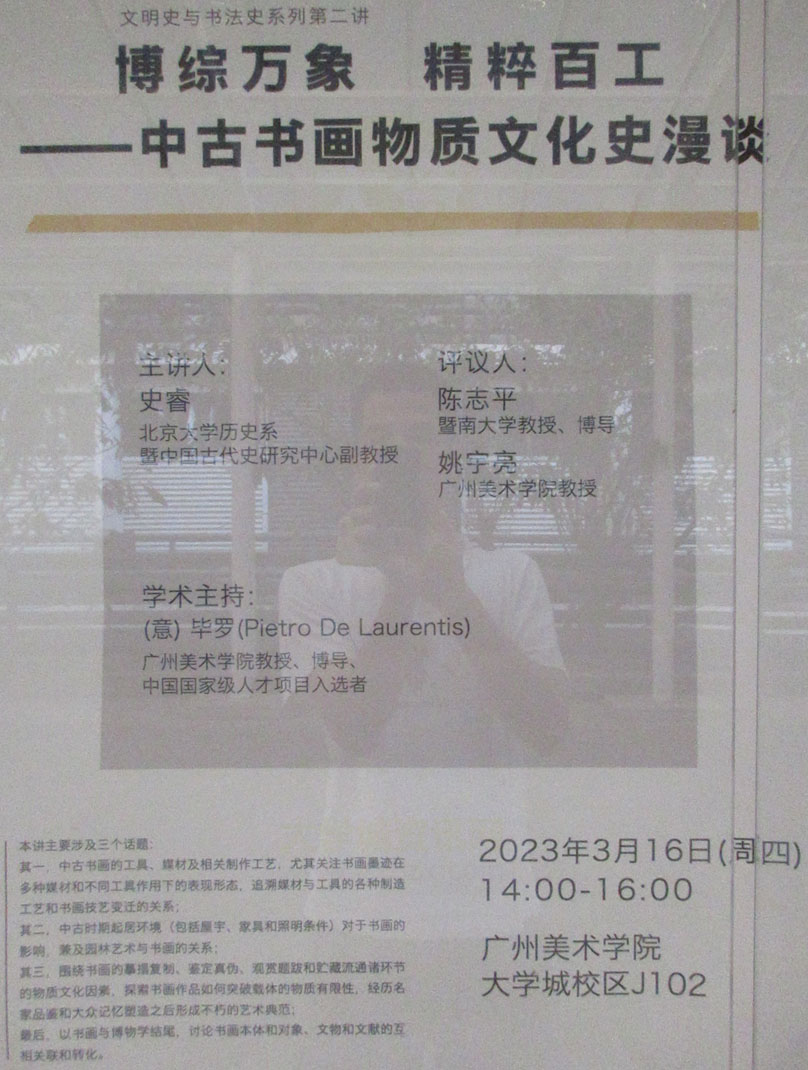 文明史与书法史系列第二讲
博综万象 精粹百工
——中古书画物质文化史漫谈
主讲人：
史睿
北京大学历史系
暨中国古代史研究中心副教授
评议人：
陈志平
暨南大学教授、博导
姚宇亮
广州美术学院教授
学术主持：
(意) 毕罗(Pietro De Laurentis)
广州美术学院教授、博导、
中国国家级人才项目入选者
本讲主要涉及三个话题：
其一，中古书画的工具、媒材及相关制作工艺，尤其关注书画墨迹在
多种媒材和不同工具作用下的表现形态，追溯媒材与工具的各种制造
工艺和书画技艺变迁的关系；
其二，中古时期起居环境（包括屋宇、家具和照明条件）对于书画的
影响，兼及园林艺术与书画的关系；
其三，围绕书画的摹搨复制、鉴定真伪、观赏题跋和贮藏流通诸环节
的物质文化因素，探索书画作品如何突破载体的物质有限性，经历名
家品鉴和大众记忆塑造之后形成不朽的艺术典范；
最后，以书画与博物学结尾，讨论书画本体和对象、文物和文献的互
相关联和转化。
2023年3月16日(周四)
14:00-16:00
广州美术学院
大学城校区J102